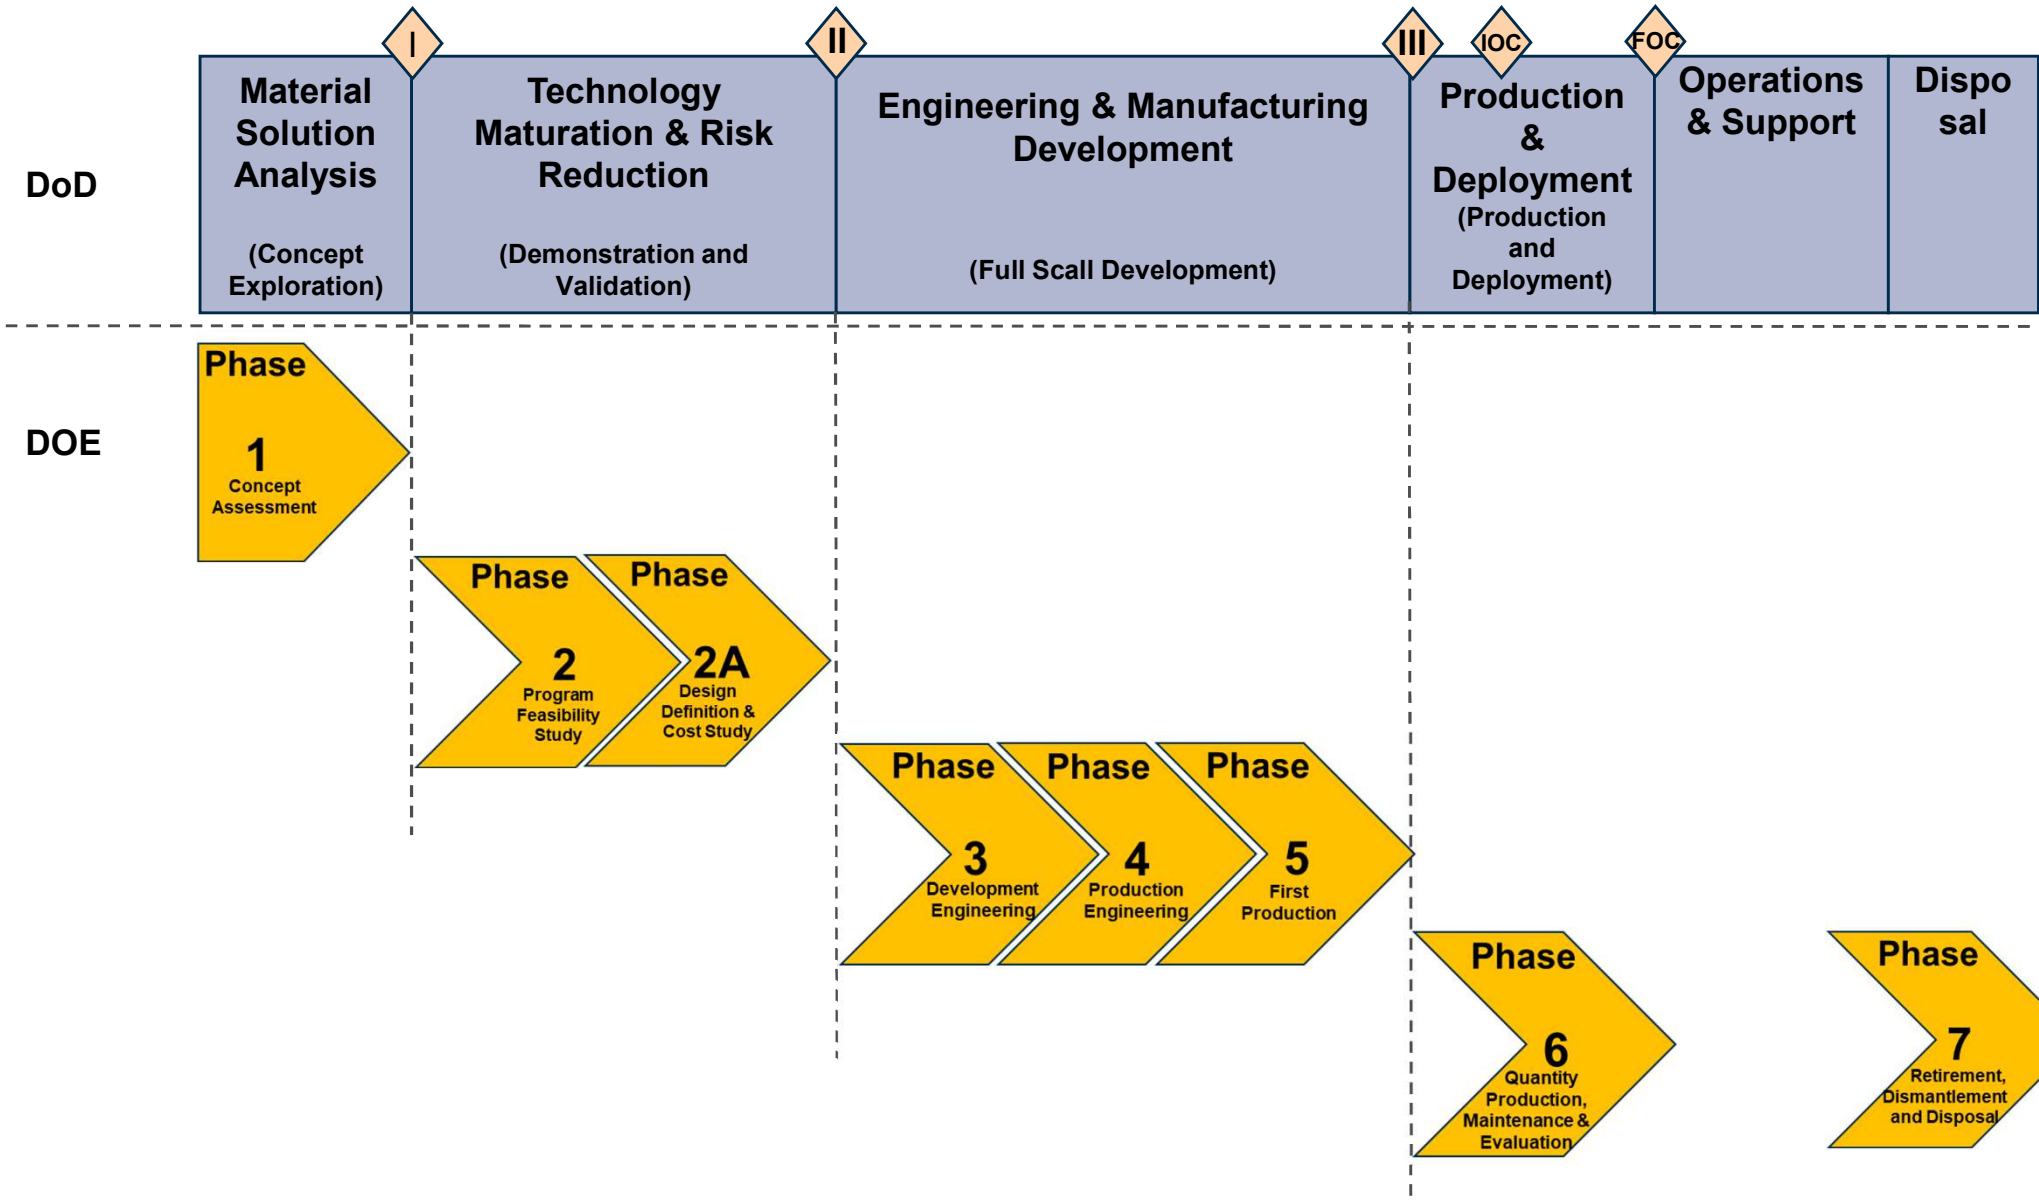 I
II
III
IOC
FOC
DoD
Material
Solution
Analysis
(Concept
Exploration)
Technology
Maturation & Risk
Reduction
(Demonstration and
Validation)
Engineering & Manufacturing
Development
(Full Scall Development)
Production
&
Deployment
(Production
and
Deployment)
Operations
& Support
Dispo
sal
DOE
Phase
1
Concept
Assessment
Phase
2
Program
Feasibility
Study
Phase
2A
Design
Definition &
Cost Study
Phase
3
Development
Engineering
Phase
4
Production
Engineering
Phase
5
First
Production
Phase
6
Quantity
Production,
Maintenance &
Evaluation
Phase
7
Retirement,
Dismantlement
and Disposal